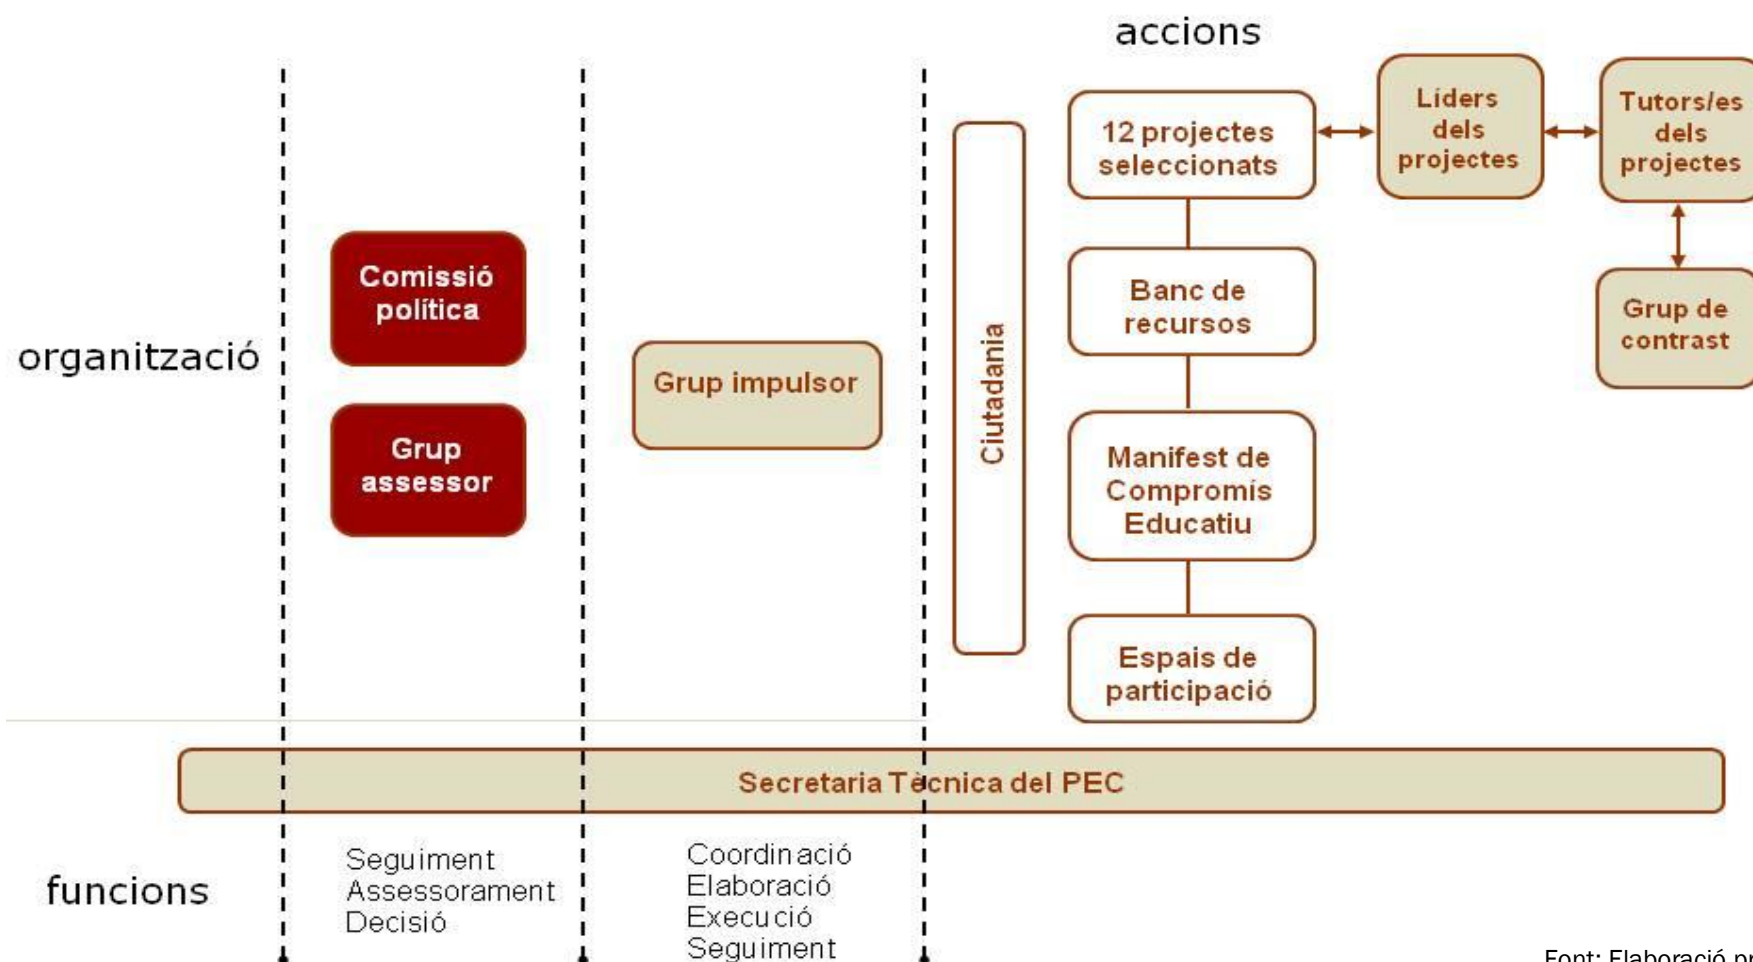 accions
12 projectes
seleccionats
Líders
dels
projectes
Tutors/es
dels
projectes
Comissió
política
Banc de
recursos
Grup de
contrast
organització
Grup impulsor
Ciutadania
Grup
assessor
Manifest de
Compromís
Educatiu
Espais de
participació
Secretaria Tècnica del PEC
funcions
Seguiment
Assessorament
Decisió
Coordinació
Elaboració
Execució
Seguiment
Font: Elaboració